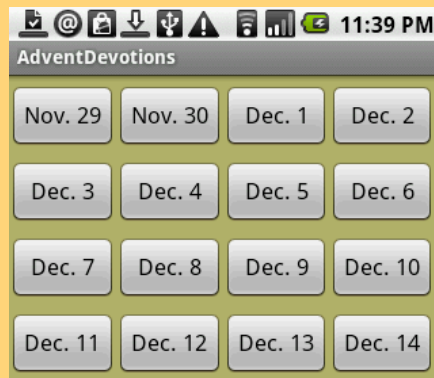 11:39 PM
AdventDevotions
Nov. 29 Nov. 30 Dec. 1 Dec. 2
Dec. 3 Dec. 4 Dec. 5 Dec. 6
Dec. 7 Dec. 8 Dec. 9 Dec. 10
Dec. 11 Dec. 12 Dec. 13 Dec. 14